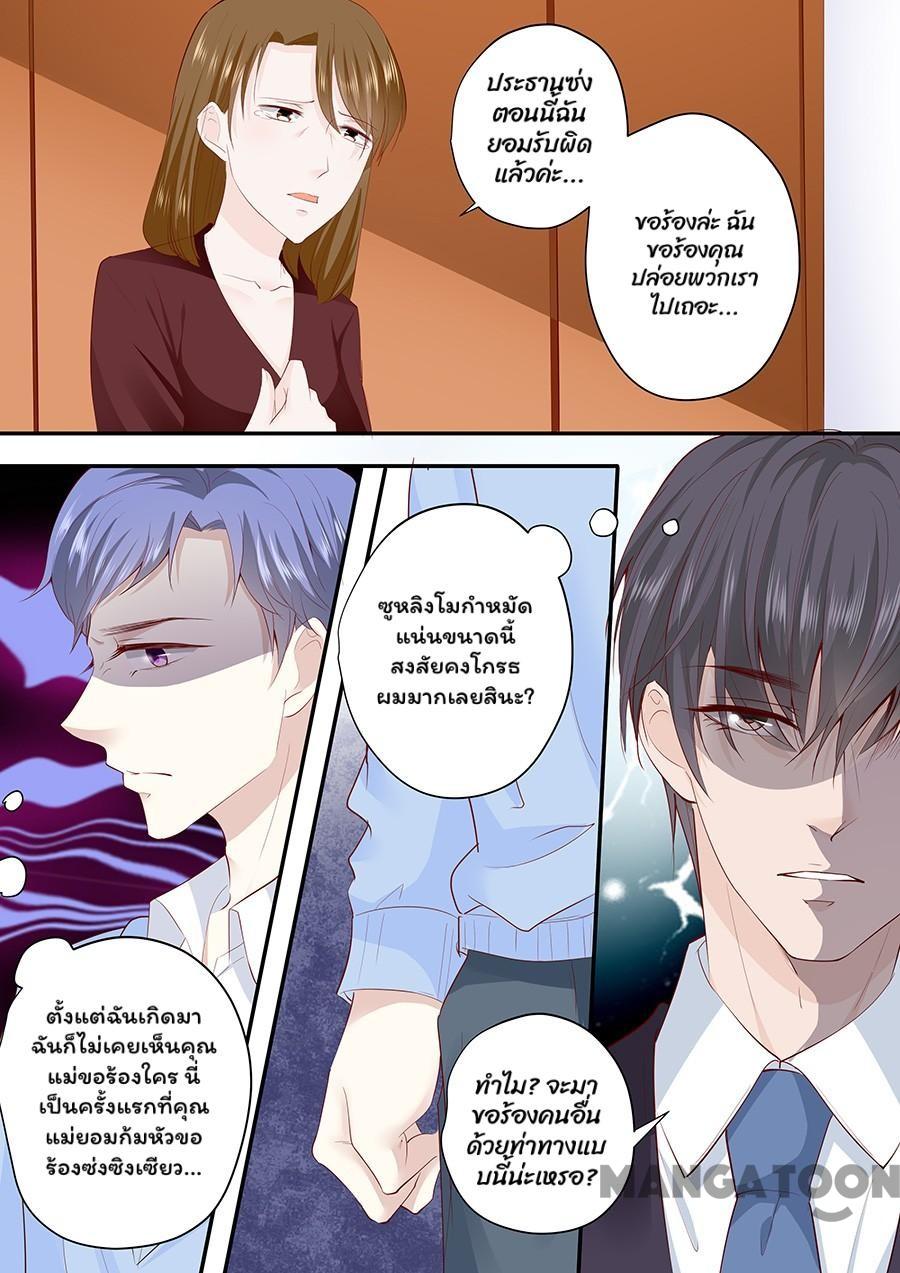 ประธานซ่ง
ตอนนี้ฉัน
ยอมรับผิด
แล้วค่ะ...
ขอร้องล่ะ ฉัน
ขอร้องคุณ
ปล่อยพวกเรา
ไปเถอะ...
ซูหลิงโมกำหมัด
แน่นขนาดนี้
สงสัยคงโกรธ
ผมมากเลยสินะ?
ตั้งแต่ฉันเกิดมา
ฉันก็ไม่เคยเห็นคุณ
แม่ขอร้องใคร นี่
เป็นครั้งแรกที่คุณ
แม่ยอมก้มหัวขอ
ร้องซ่งซิงเซียว...
ทำไม? จะมา
ขอร้องคนอื่น
ด้วยท่าทางแบ
บนี้น่ะเหรอ?
MANGATOON